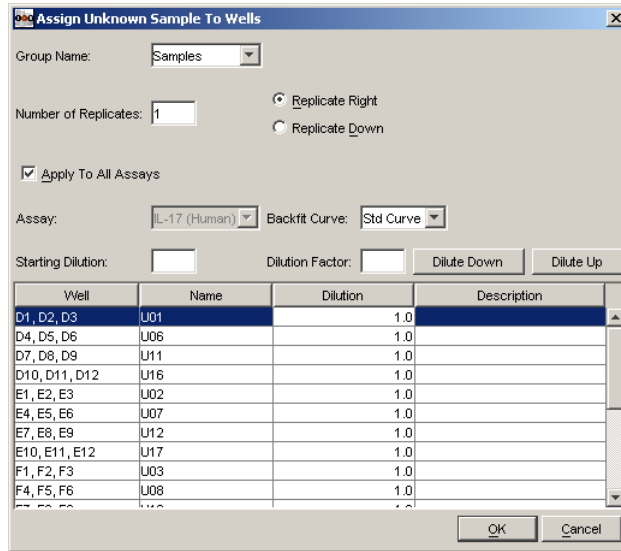 Assign Unknown Sample To Wells
Group Name: Samples
Number of Replicates: 1
Replicate Right
Replicate Down
Apply To All Assays
Assay: IL-17 (Human) Backfit Curve: Std Curve
Starting Dilution: Dilution Factor: Dilute Down Dilute Up
Well Name Dilution Description
D1, D2, D3 U01 1.0
D4, D5, D6 U06 1.0
D7, D8, D9 U11 1.0
D10, D11, D12 U16 1.0
E1, E2, E3 U02 1.0
E4, E5, E6 U07 1.0
E7, E8, E9 U12 1.0
E10, E11, E12 U17 1.0
F1, F2, F3 U03 1.0
F4, F5, F6 U08 1.0
OK Cancel